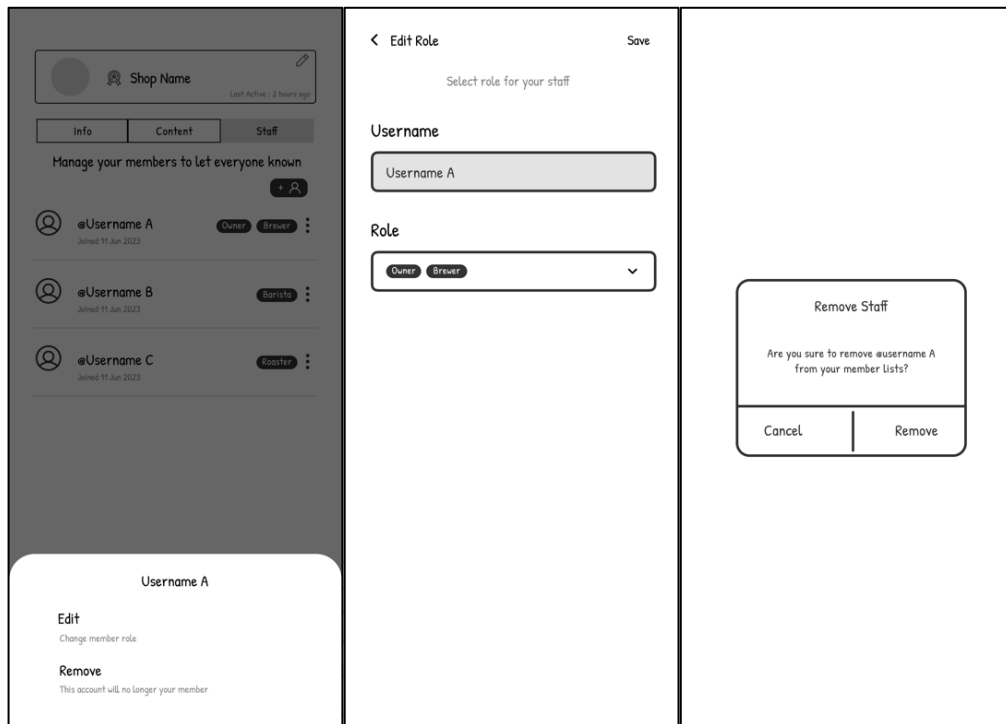 Shop Name
Last Active : 2 hours ago
Info Content Staff
Manage your members to let everyone known
+
@Username A Owner Brewer
Joined 11 Jun 2023
@Username B Barista
Joined 11 Jun 2023
@Username C Rooster
Joined 11 Jun 2023
Username A
Edit
Change member role
Remove
This account will no longer your member
Edit Role Save
Select role for your staff
Username
Username A
Role
Owner Brewer
Remove Staff
Are you sure to remove @username A
from your member lists?
Cancel Remove